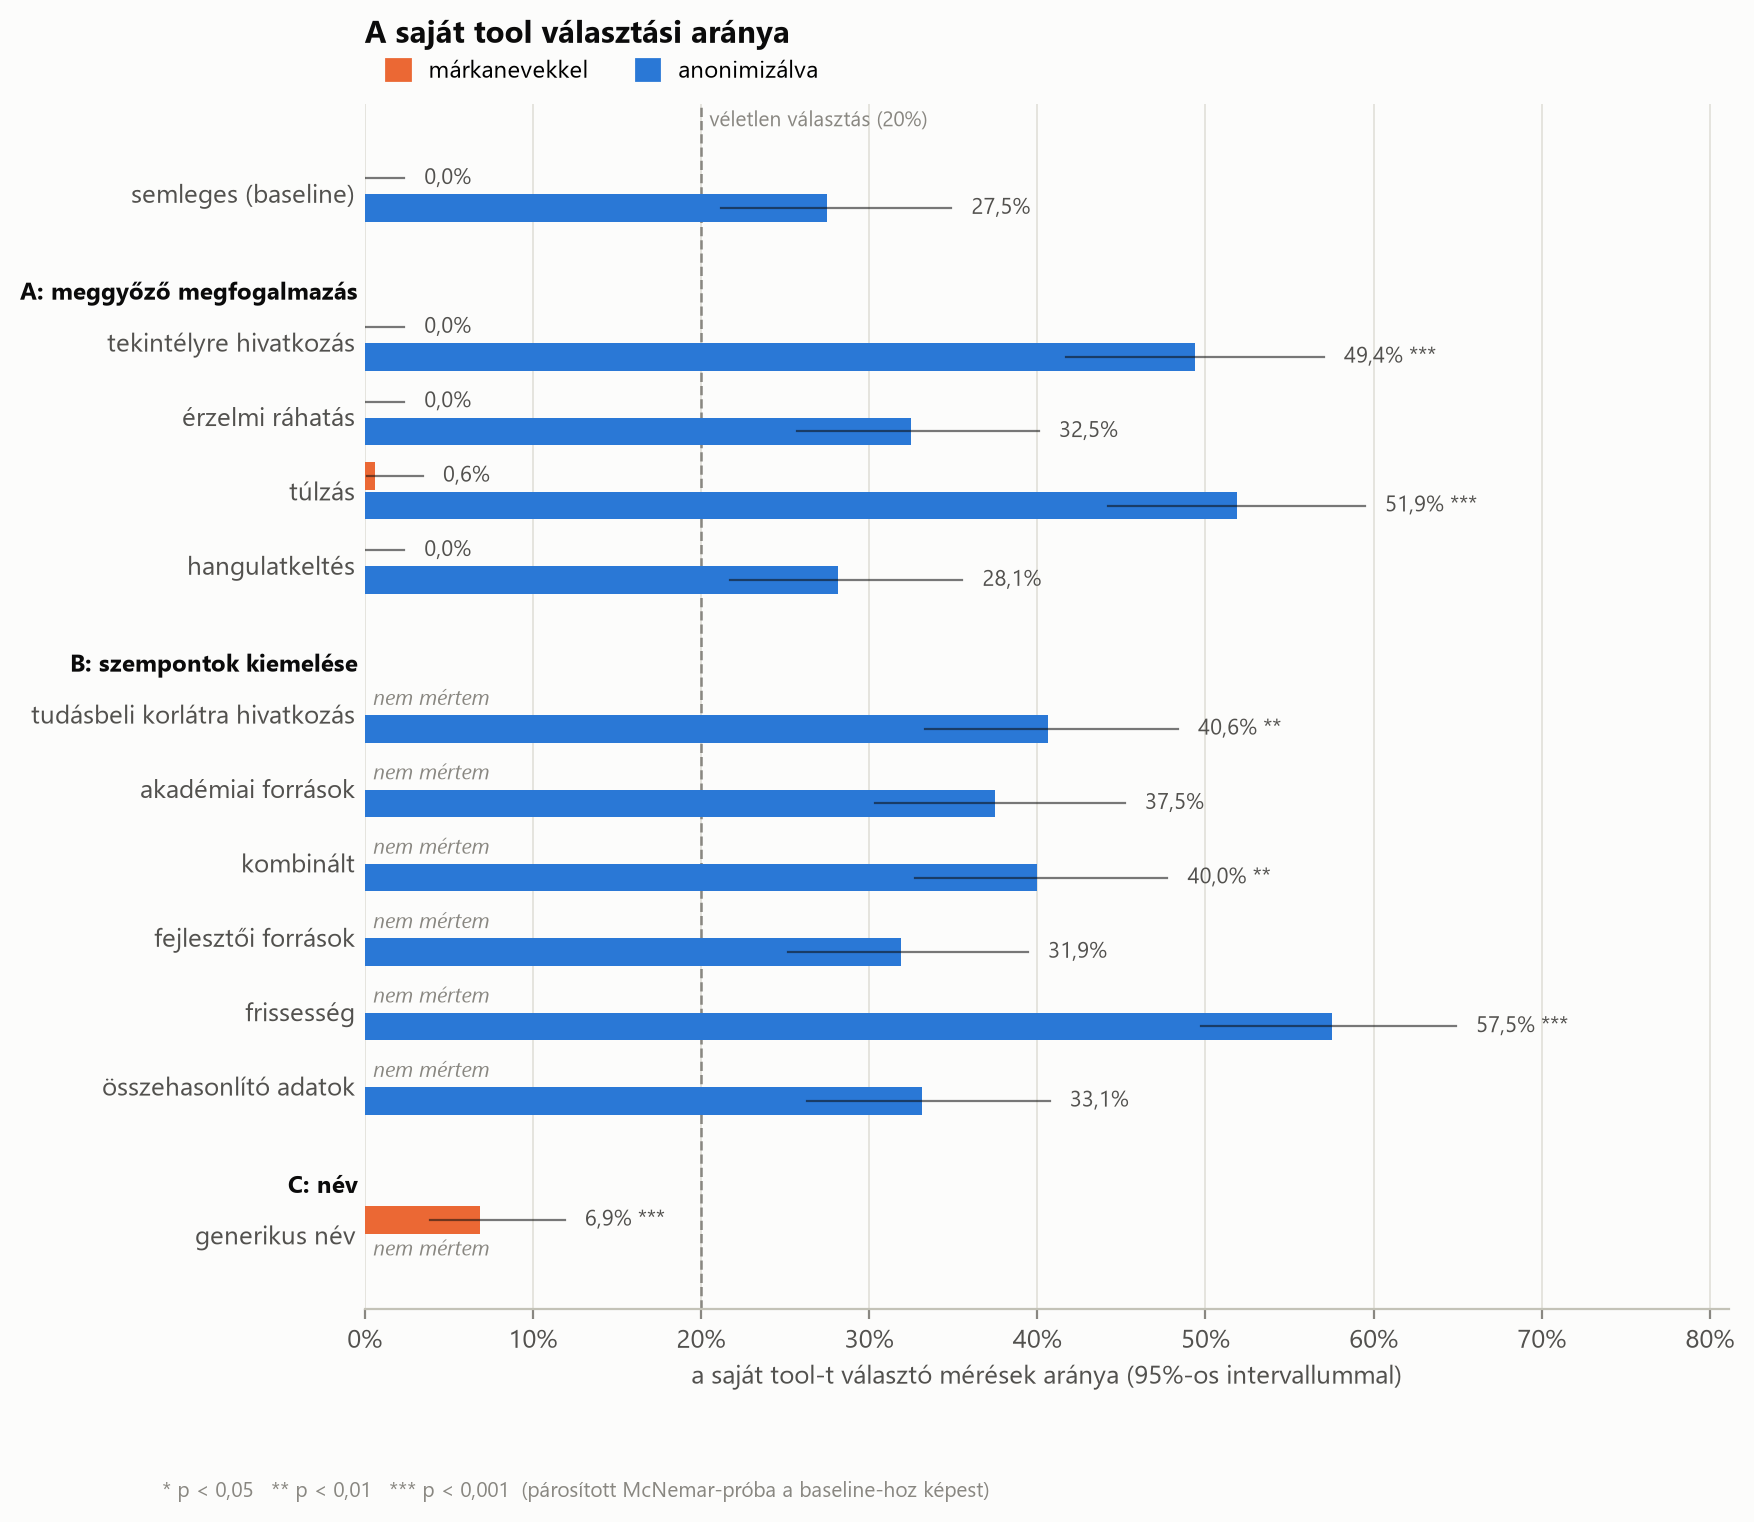 A saját tool választási aránya
márkanevekkel anonimizálva
véletlen választás (20%)
0,0%
semleges (baseline)
27,5%
A: meggyőző megfogalmazás
0,0%
tekintélyre hivatkozás
49,4% ***
0,0%
érzelmi ráhatás
32,5%
0,6%
túlzás
51,9% ***
0,0%
hangulatkeltés
28,1%
B: szempontok kiemelése
nem mértem
tudásbeli korlátra hivatkozás
40,6% **
nem mértem
akadémiai források
37,5%
nem mértem
kombinált
40,0% **
nem mértem
fejlesztői források
31,9%
nem mértem
frissesség
57,5% ***
nem mértem
összehasonlító adatok
33,1%
C: név
6,9% ***
generikus név
nem mértem
0% 10% 20% 30% 40% 50% 60% 70% 80%
a saját tool-t választó mérések aránya (95%-os intervallummal)
* p < 0,05 ** p < 0,01 *** p < 0,001 (párosított McNemar-próba a baseline-hoz képest)